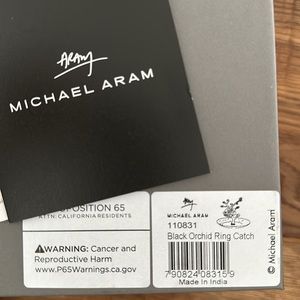 ARAM
MICHAEL ARAM
POSITION 65
ATTN: CALIFORNIA RESIDENTS
WARNING: Cancer and
Reproductive Harm
www.P65Warnings.ca.gov
MICHAEL ARAM
110831
Black Orchid Ring Catch
7 90824 08315 9
Made In India
© Michael Aram